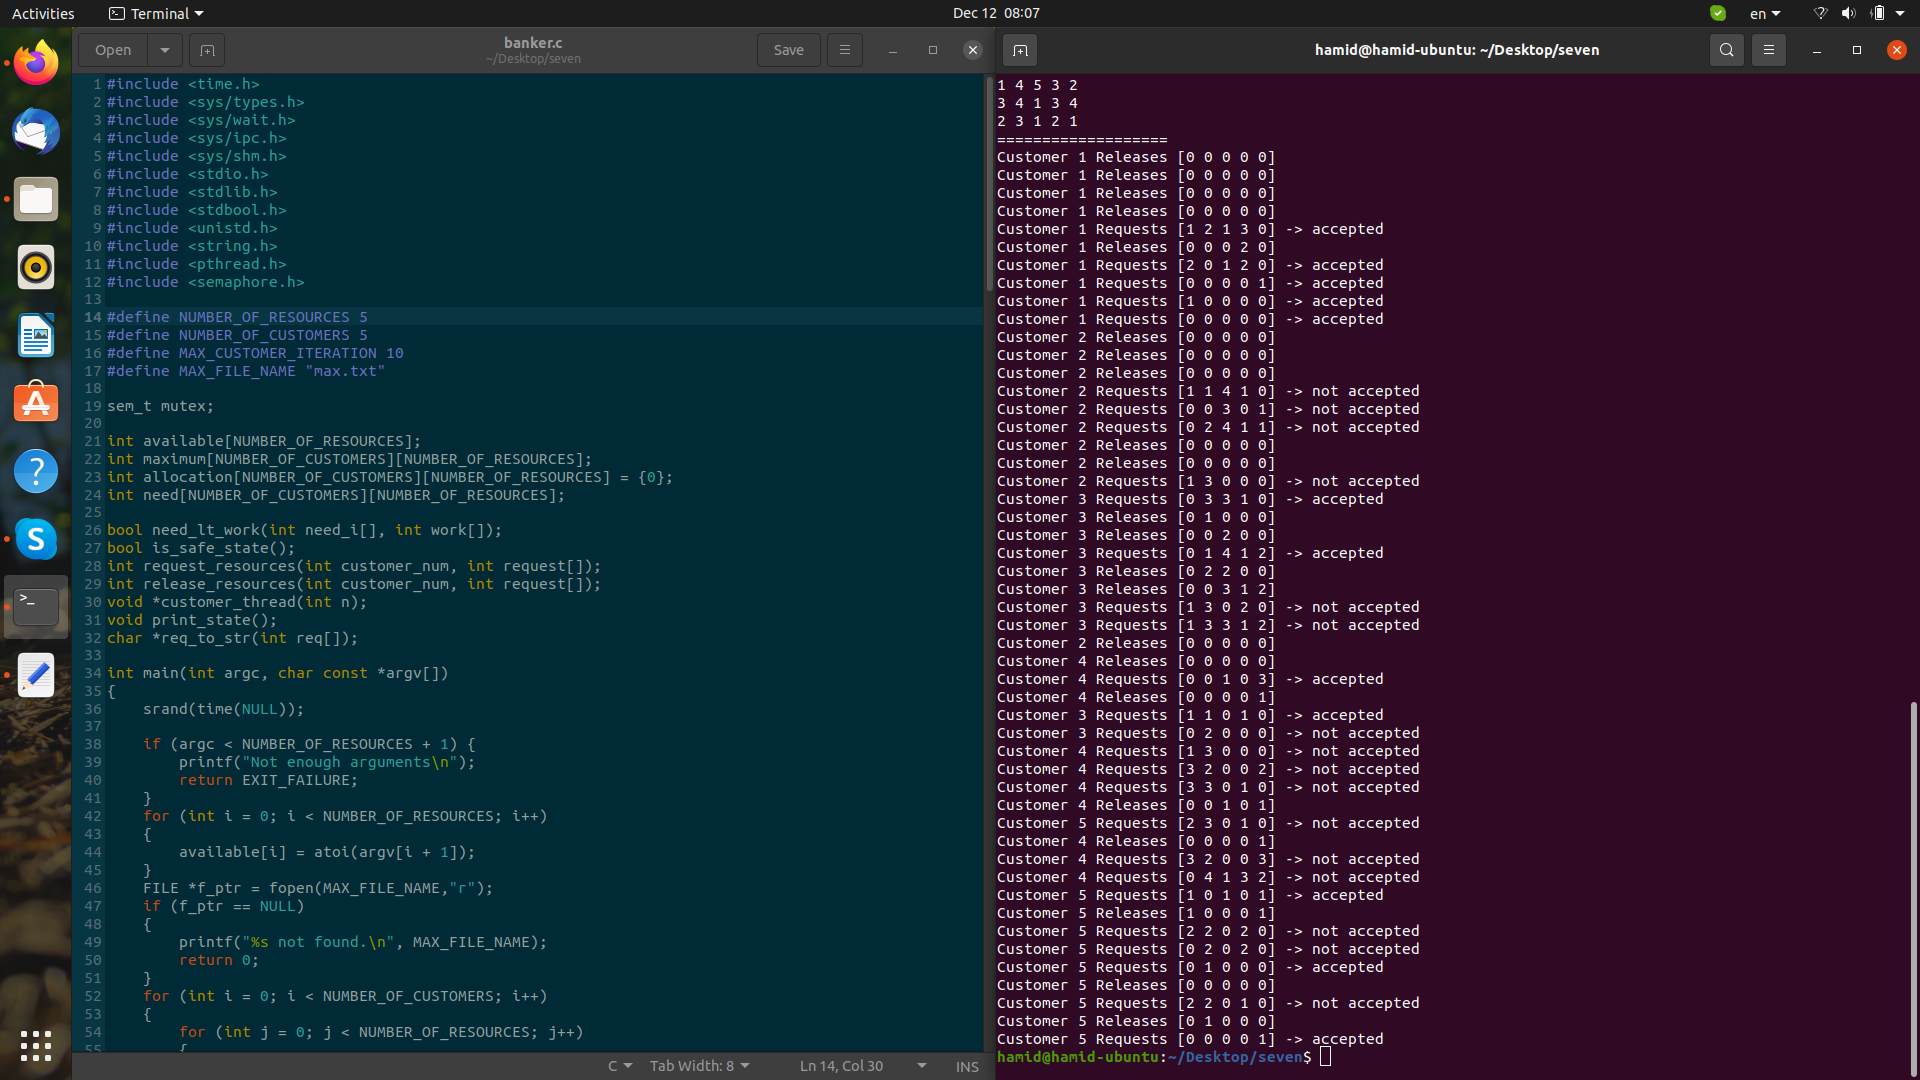 Activities Terminal Dec 12 08:07 en
Open banker.c ~/Desktop/seven Save
hamid@hamid-ubuntu: ~/Desktop/seven
1 #include <time.h>
2 #include <sys/types.h>
3 #include <sys/wait.h>
4 #include <sys/ipc.h>
5 #include <sys/shm.h>
6 #include <stdio.h>
7 #include <stdlib.h>
8 #include <stdbool.h>
9 #include <unistd.h>
10 #include <string.h>
11 #include <pthread.h>
12 #include <semaphore.h>
13
14 #define NUMBER_OF_RESOURCES 5
15 #define NUMBER_OF_CUSTOMERS 5
16 #define MAX_CUSTOMER_ITERATION 10
17 #define MAX_FILE_NAME "max.txt"
18
19 sem_t mutex;
20
21 int available[NUMBER_OF_RESOURCES];
22 int maximum[NUMBER_OF_CUSTOMERS][NUMBER_OF_RESOURCES];
23 int allocation[NUMBER_OF_CUSTOMERS][NUMBER_OF_RESOURCES] = {0};
24 int need[NUMBER_OF_CUSTOMERS][NUMBER_OF_RESOURCES];
25
26 bool need_lt_work(int need_i[], int work[]);
27 bool is_safe_state();
28 int request_resources(int customer_num, int request[]);
29 int release_resources(int customer_num, int request[]);
30 void *customer_thread(int n);
31 void print_state();
32 char *req_to_str(int req[]);
33
34 int main(int argc, char const *argv[])
35 {
36     srand(time(NULL));
37
38     if (argc < NUMBER_OF_RESOURCES + 1) {
39         printf("Not enough arguments\n");
40         return EXIT_FAILURE;
41     }
42     for (int i = 0; i < NUMBER_OF_RESOURCES; i++)
43     {
44         available[i] = atoi(argv[i + 1]);
45     }
46     FILE *f_ptr = fopen(MAX_FILE_NAME,"r");
47     if (f_ptr == NULL)
48     {
49         printf("%s not found.\n", MAX_FILE_NAME);
50         return 0;
51     }
52     for (int i = 0; i < NUMBER_OF_CUSTOMERS; i++)
53     {
54         for (int j = 0; j < NUMBER_OF_RESOURCES; j++)
55         {
C Tab Width: 8 Ln 14, Col 30 INS
1 4 5 3 2
3 4 1 3 4
2 3 1 2 1
===================
Customer 1 Releases [0 0 0 0 0]
Customer 1 Releases [0 0 0 0 0]
Customer 1 Releases [0 0 0 0 0]
Customer 1 Releases [0 0 0 0 0]
Customer 1 Requests [1 2 1 3 0] -> accepted
Customer 1 Releases [0 0 0 2 0]
Customer 1 Requests [2 0 1 2 0] -> accepted
Customer 1 Requests [0 0 0 0 1] -> accepted
Customer 1 Requests [1 0 0 0 0] -> accepted
Customer 1 Requests [0 0 0 0 0] -> accepted
Customer 2 Releases [0 0 0 0 0]
Customer 2 Releases [0 0 0 0 0]
Customer 2 Releases [0 0 0 0 0]
Customer 2 Requests [1 1 4 1 0] -> not accepted
Customer 2 Requests [0 0 3 0 1] -> not accepted
Customer 2 Requests [0 2 4 1 1] -> not accepted
Customer 2 Releases [0 0 0 0 0]
Customer 2 Releases [0 0 0 0 0]
Customer 2 Requests [1 3 0 0 0] -> not accepted
Customer 3 Requests [0 3 3 1 0] -> accepted
Customer 3 Releases [0 1 0 0 0]
Customer 3 Releases [0 0 2 0 0]
Customer 3 Requests [0 1 4 1 2] -> accepted
Customer 3 Releases [0 2 2 0 0]
Customer 3 Releases [0 0 3 1 2]
Customer 3 Requests [1 3 0 2 0] -> not accepted
Customer 3 Requests [1 3 3 1 2] -> not accepted
Customer 2 Releases [0 0 0 0 0]
Customer 4 Releases [0 0 0 0 0]
Customer 4 Requests [0 0 1 0 3] -> accepted
Customer 4 Releases [0 0 0 0 1]
Customer 3 Requests [1 1 0 1 0] -> accepted
Customer 3 Requests [0 2 0 0 0] -> not accepted
Customer 4 Requests [1 3 0 0 0] -> not accepted
Customer 4 Requests [3 2 0 0 2] -> not accepted
Customer 4 Requests [3 3 0 1 0] -> not accepted
Customer 4 Releases [0 0 1 0 1]
Customer 5 Requests [2 3 0 1 0] -> not accepted
Customer 4 Releases [0 0 0 0 1]
Customer 4 Requests [3 2 0 0 3] -> not accepted
Customer 4 Requests [0 4 1 3 2] -> not accepted
Customer 5 Requests [1 0 1 0 1] -> accepted
Customer 5 Releases [1 0 0 0 1]
Customer 5 Requests [2 2 0 2 0] -> not accepted
Customer 5 Requests [0 2 0 2 0] -> not accepted
Customer 5 Requests [0 1 0 0 0] -> accepted
Customer 5 Releases [0 0 0 0 0]
Customer 5 Requests [2 2 0 1 0] -> not accepted
Customer 5 Releases [0 1 0 0 0]
Customer 5 Requests [0 0 0 0 1] -> accepted
hamid@hamid-ubuntu:~/Desktop/seven$